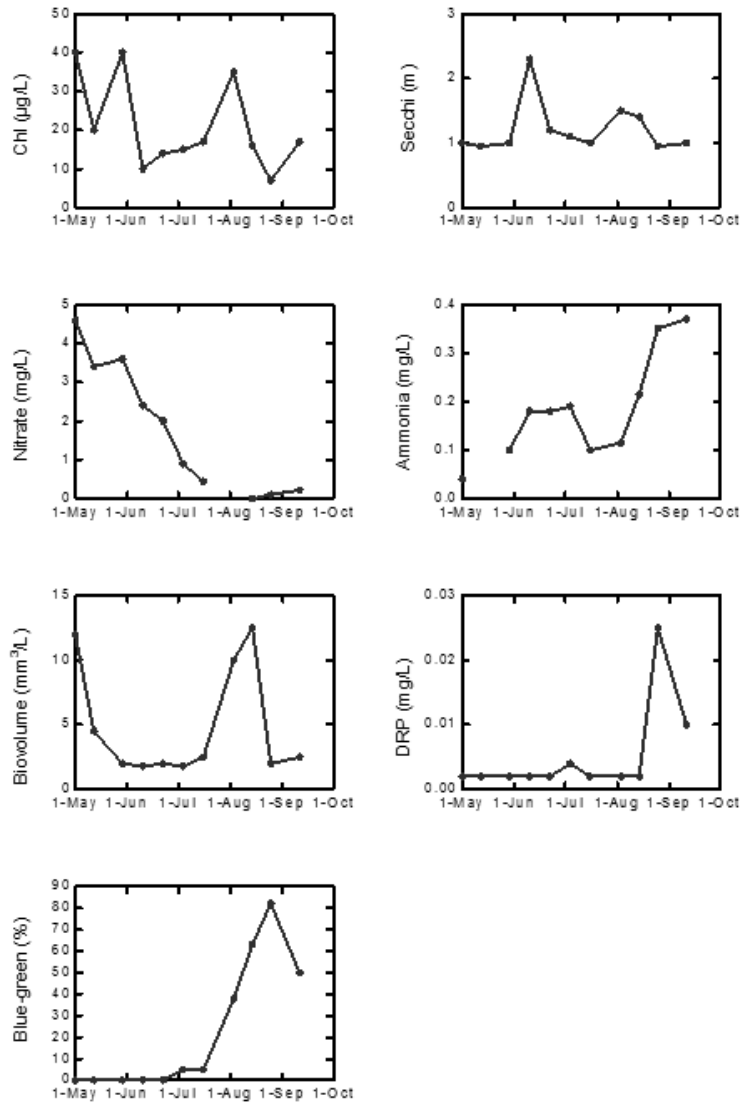 Chl (µg/L)
50
40
30
20
10
0
1-May 1-Jun 1-Jul 1-Aug 1-Sep 1-Oct
Secchi (m)
3
2
1
0
1-May 1-Jun 1-Jul 1-Aug 1-Sep 1-Oct
Nitrate (mg/L)
5
4
3
2
1
0
1-May 1-Jun 1-Jul 1-Aug 1-Sep 1-Oct
Ammonia (mg/L)
0.4
0.3
0.2
0.1
0.0
1-May 1-Jun 1-Jul 1-Aug 1-Sep 1-Oct
Biovolume (mm³/L)
15
10
5
0
1-May 1-Jun 1-Jul 1-Aug 1-Sep 1-Oct
DRP (mg/L)
0.03
0.02
0.01
0.00
1-May 1-Jun 1-Jul 1-Aug 1-Sep 1-Oct
Blue-green (%)
90
80
70
60
50
40
30
20
10
0
1-May 1-Jun 1-Jul 1-Aug 1-Sep 1-Oct